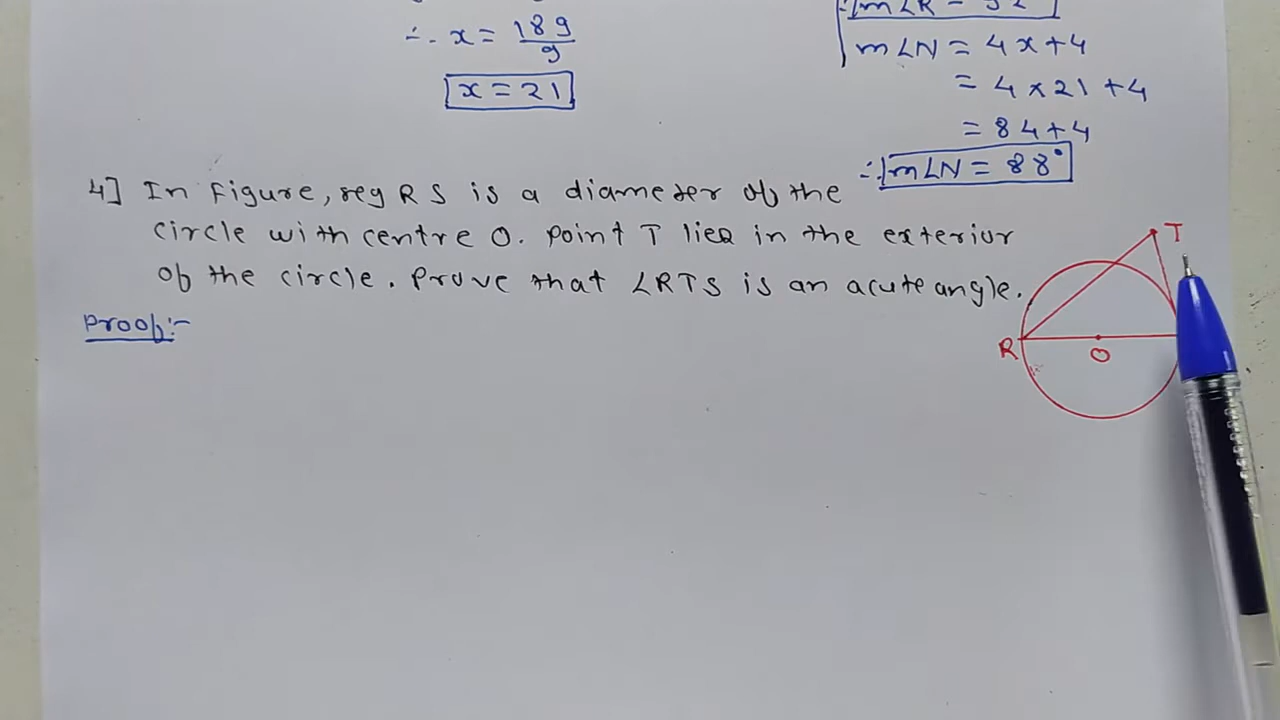 ∴ x = 189/9
x = 21
m∠N = 4x+4
= 4 × 21 + 4
= 84+4
∴ m∠N = 88°
4] In Figure, seg RS is a diameter of the
circle with centre O. Point T lies in the exterior
of the circle. Prove that ∠RTS is an acute angle.
Proof:-
T
R
O